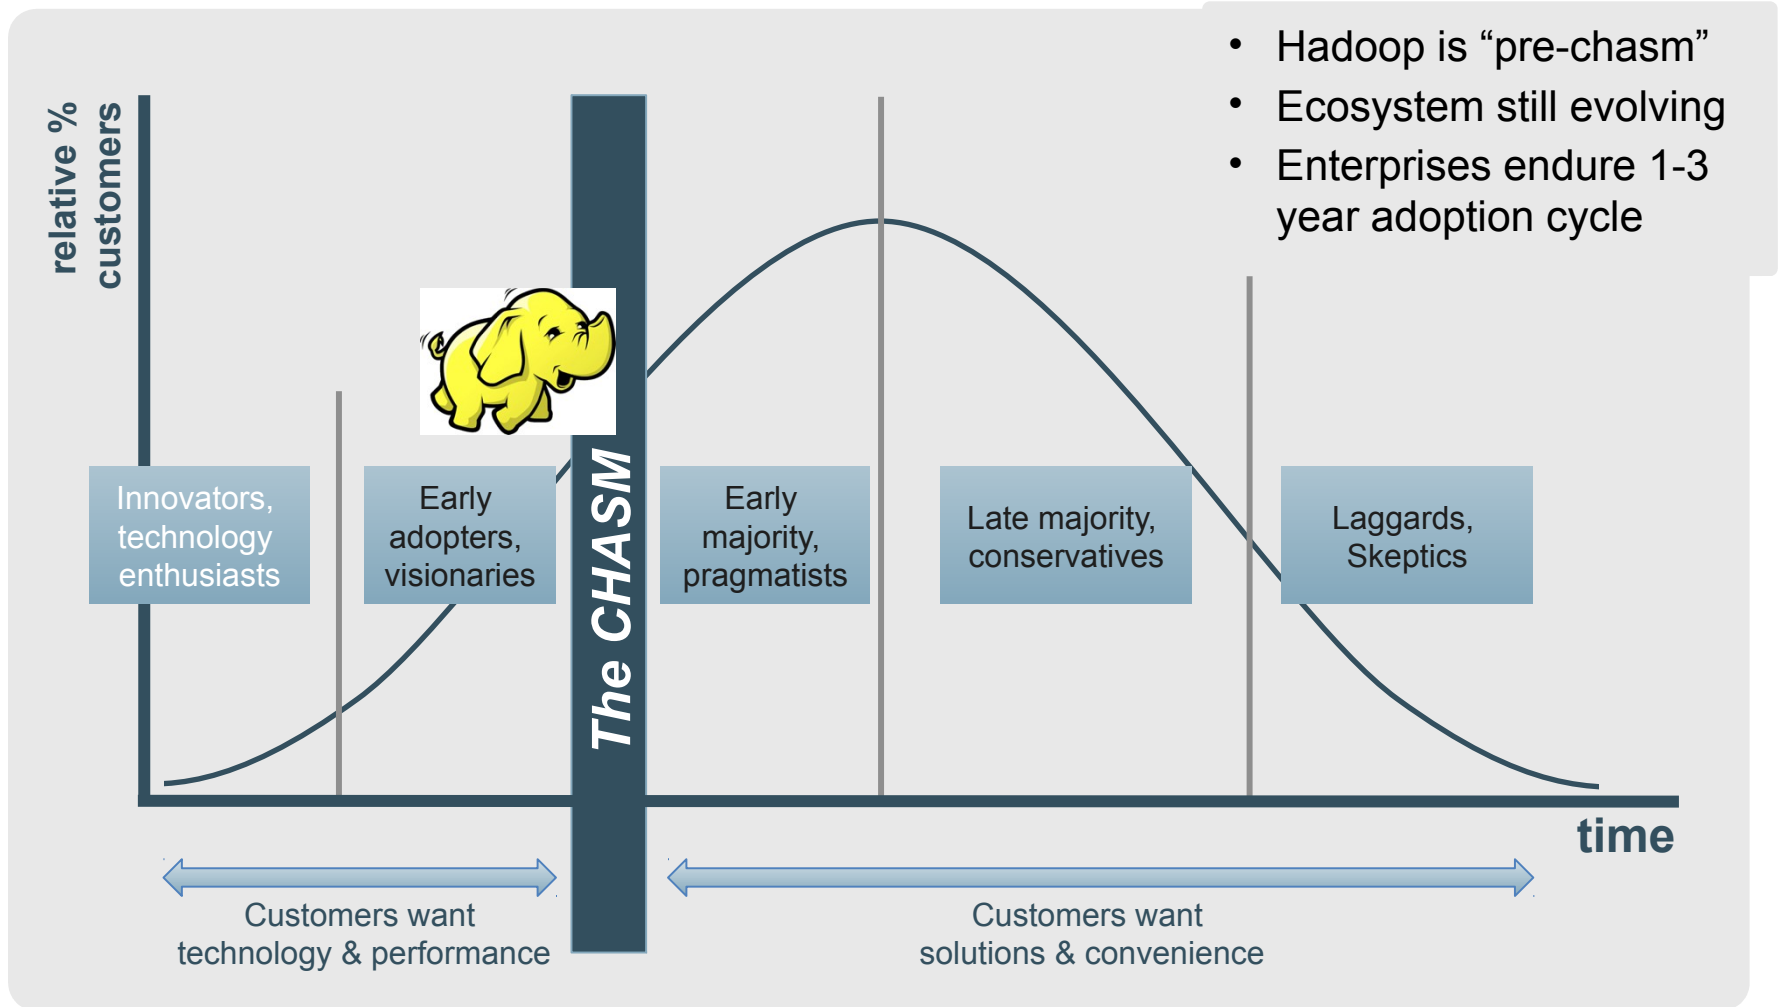 • Hadoop is “pre-chasm”
• Ecosystem still evolving
• Enterprises endure 1-3
year adoption cycle
relative %
customers
Innovators,
technology
enthusiasts
Early
adopters,
visionaries
The CHASM
Early
majority,
pragmatists
Late majority,
conservatives
Laggards,
Skeptics
time
Customers want
technology & performance
Customers want
solutions & convenience